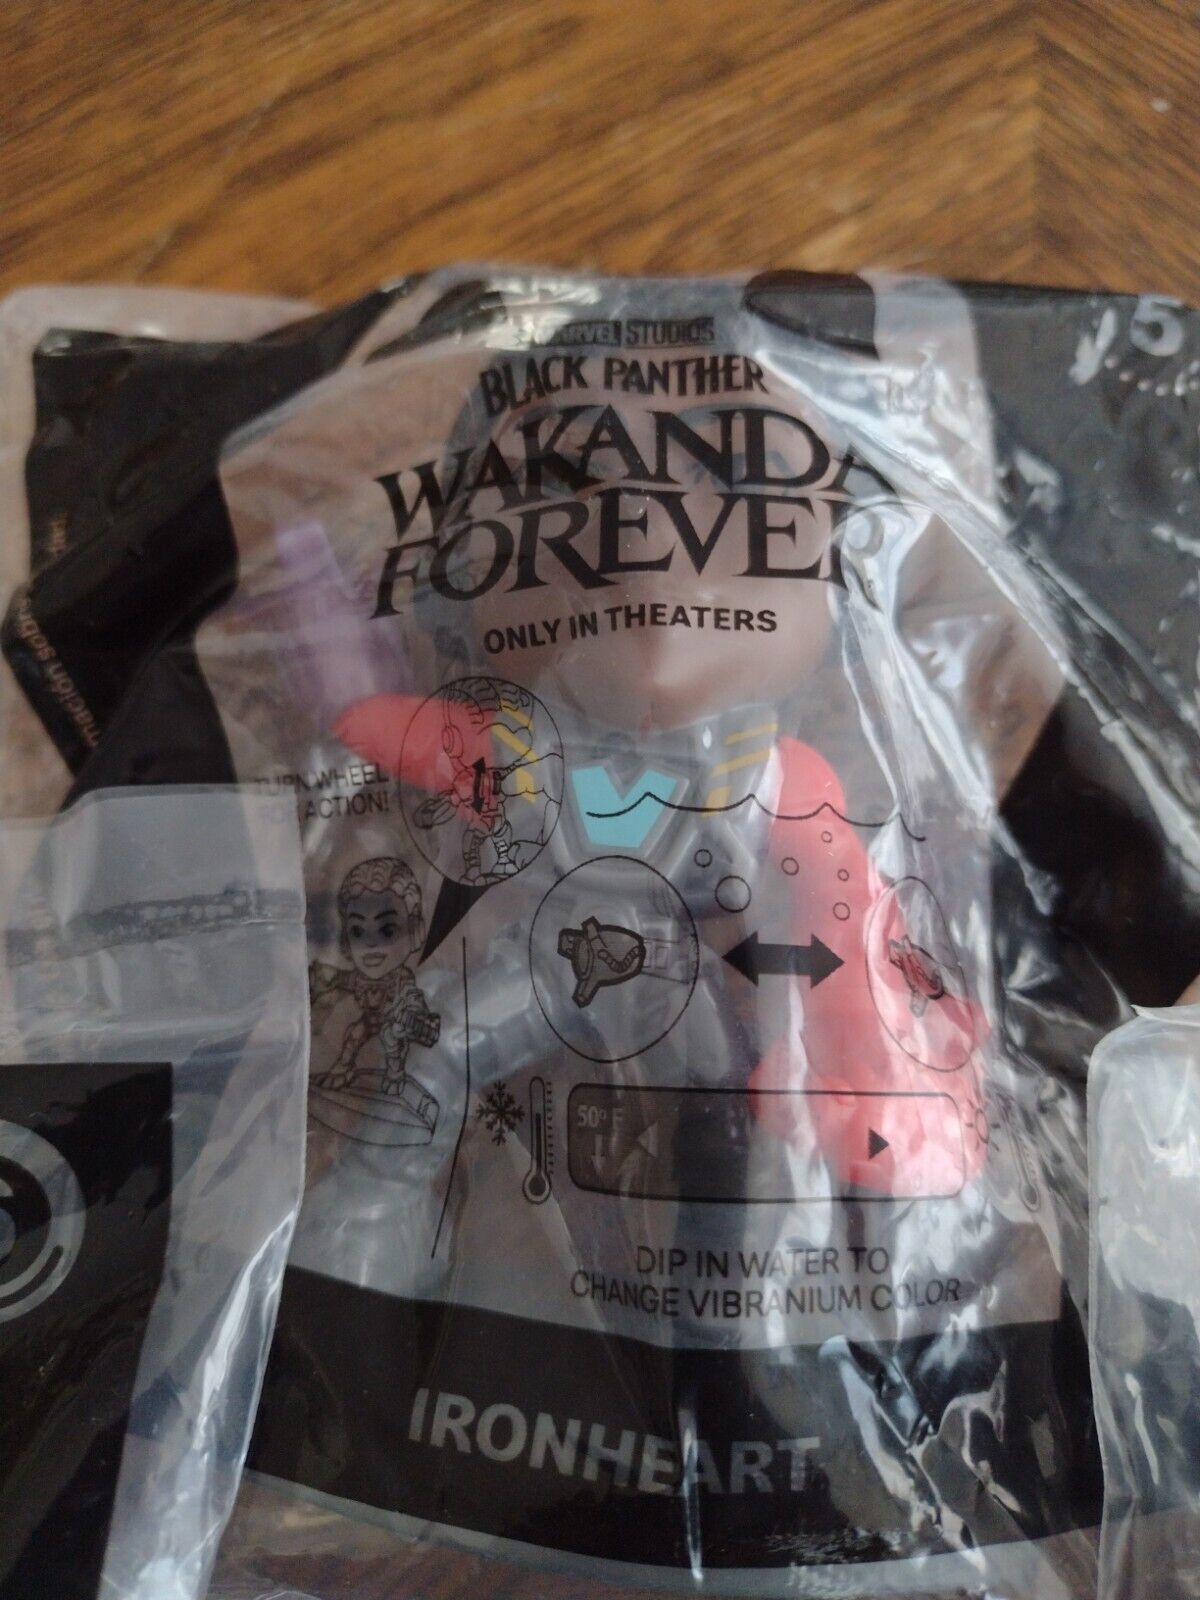 MARVEL STUDIOS
BLACK PANTHER
WAKANDA
FOREVER
ONLY IN THEATERS
5
TURN WHEEL
FOR ACTION!
50° F
DIP IN WATER TO
CHANGE VIBRANIUM COLOR
IRONHEART